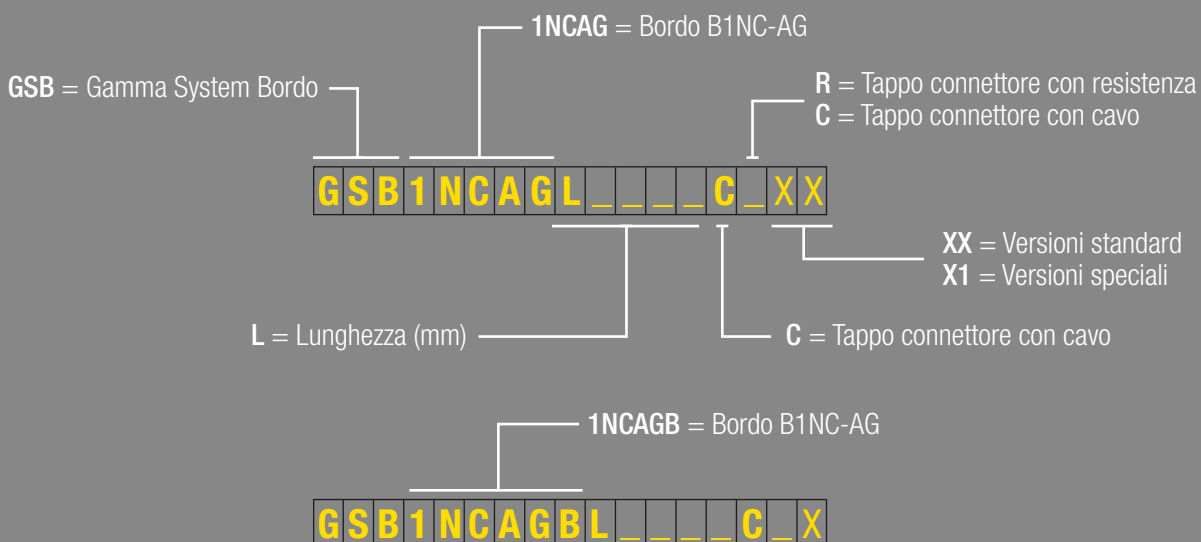 1NCAG = Bordo B1NC-AG
GSB = Gamma System Bordo
R = Tappo connettore con resistenza
C = Tappo connettore con cavo
GSB1NCAGL____C_XX
XX = Versioni standard
X1 = Versioni speciali
L = Lunghezza (mm)
C = Tappo connettore con cavo
1NCAGB = Bordo B1NC-AG
GSB1NCAGBL____C_X